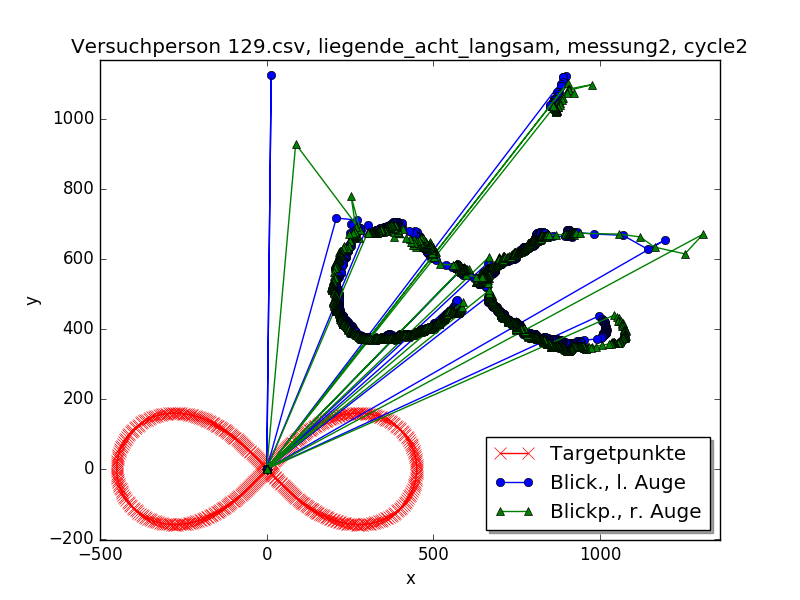 Versuchperson 129.csv, liegende_acht_langsam, messung2, cycle2
1000
800
600
400
200
0
−200
y
−500
0
500
1000
x
Targetpunkte
Blick., l. Auge
Blickp., r. Auge